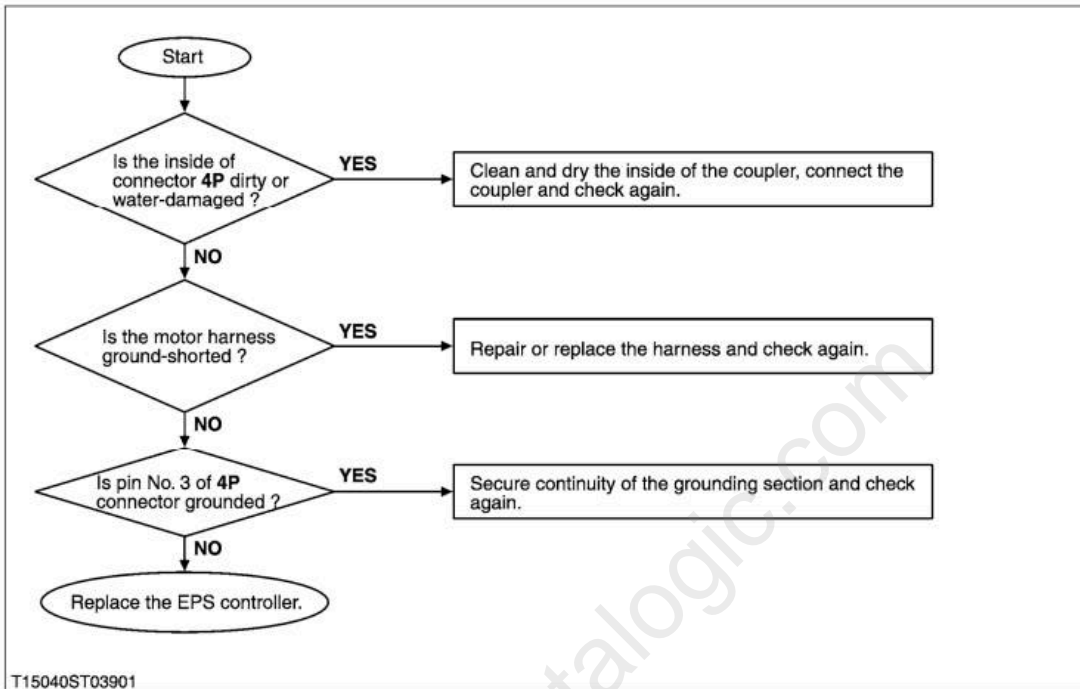 Start
Is the inside of
connector 4P dirty or
water-damaged ?
YES
Clean and dry the inside of the coupler, connect the
coupler and check again.
NO
Is the motor harness
ground-shorted ?
YES
Repair or replace the harness and check again.
NO
Is pin No. 3 of 4P
connector grounded ?
YES
Secure continuity of the grounding section and check
again.
NO
Replace the EPS controller.
T15040ST03901
talogic.com